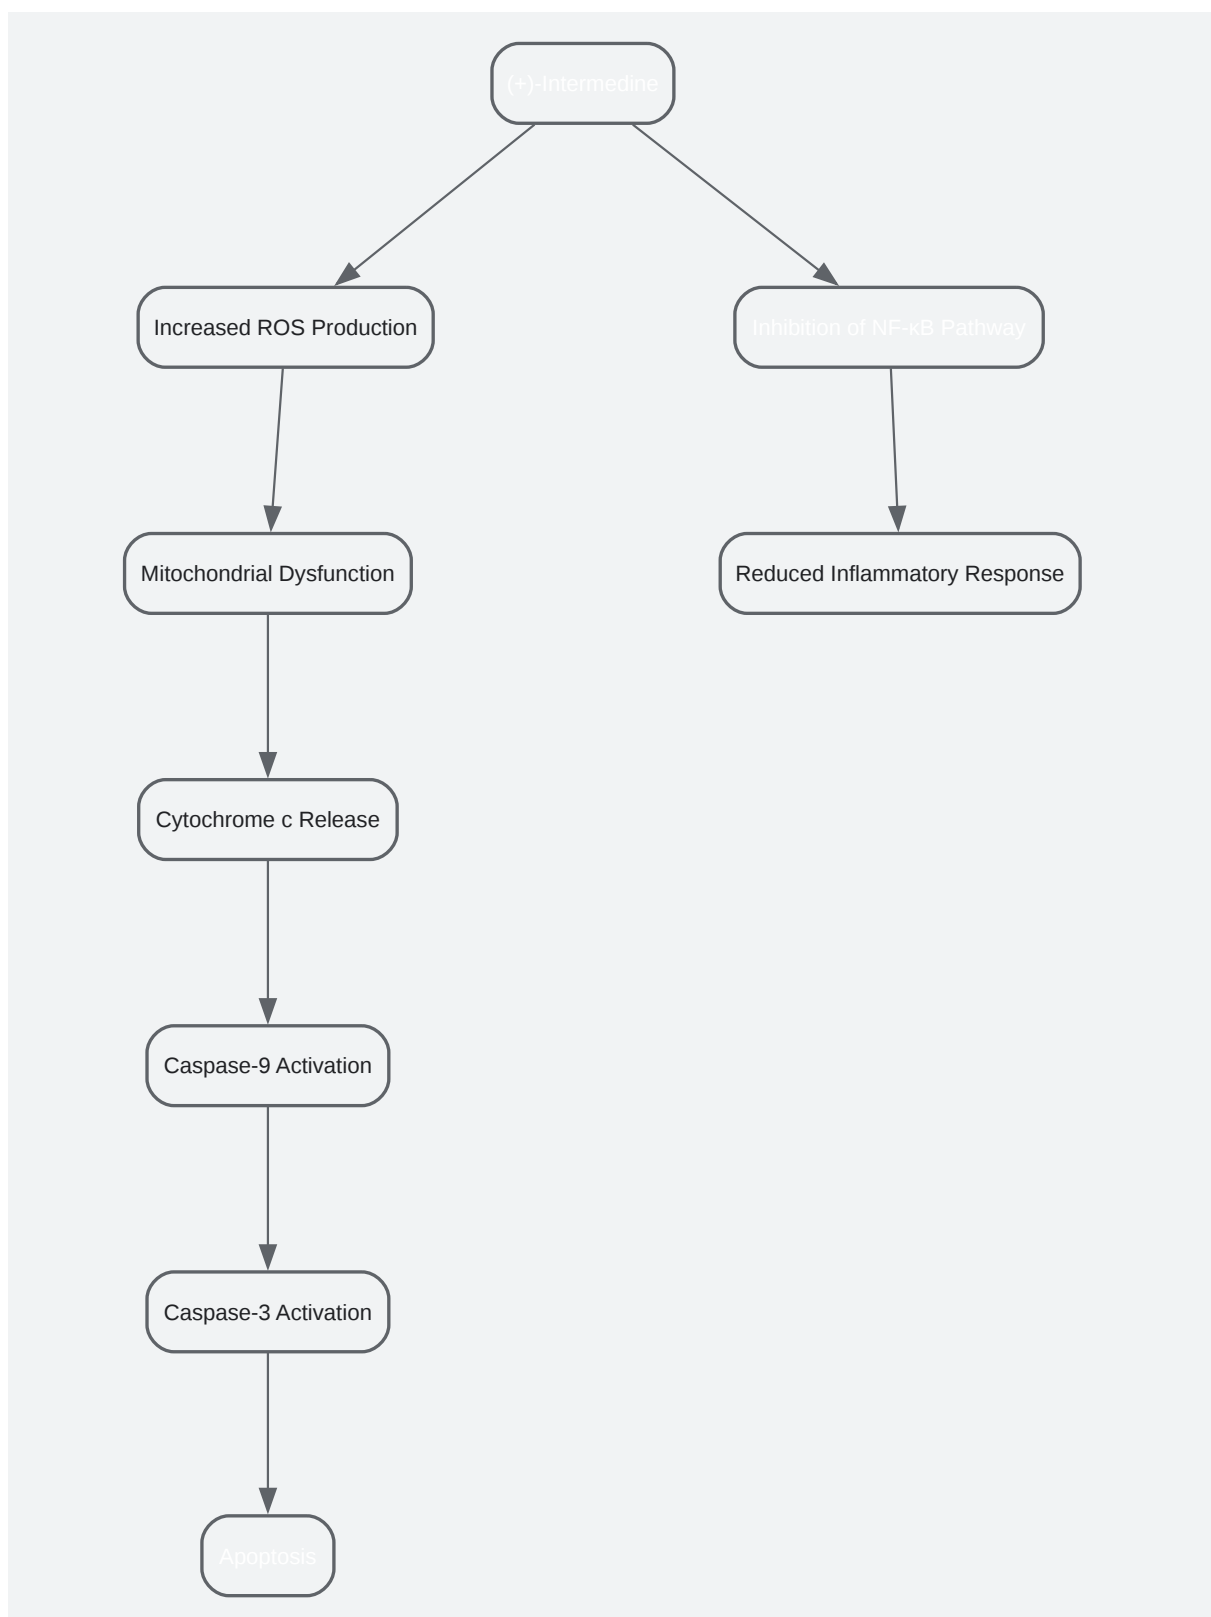 (+)-Intermedine
Increased ROS Production
Inhibition of NF-κB Pathway
Mitochondrial Dysfunction
Reduced Inflammatory Response
Cytochrome c Release
Caspase-9 Activation
Caspase-3 Activation
Apoptosis